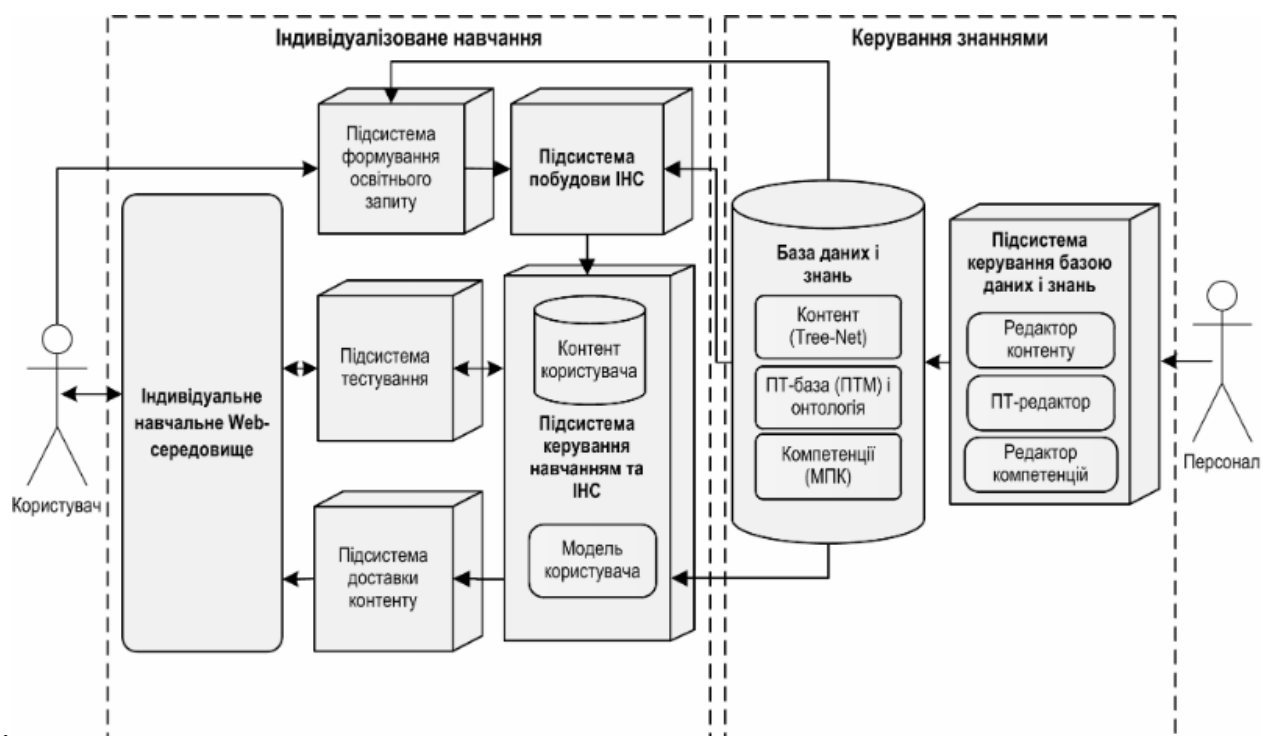 Індивідуалізоване навчання
Керування знаннями
Підсистема
формування
освітнього
запиту
Підсистема
побудови ІНС
База даних і
знань
Контент
(Tree-Net)
ПТ-база (ПТМ) і
онтологія
Компетенції
(МПК)
Підсистема
керування базою
даних і знань
Редактор
контенту
ПТ-редактор
Редактор
компетенцій
Персонал
Користувач
Індивідуальне
навчальне Web-
середовище
Підсистема
тестування
Контент
користувача
Підсистема
керування
навчанням та
ІНС
Модель
користувача
Підсистема
доставки
контенту